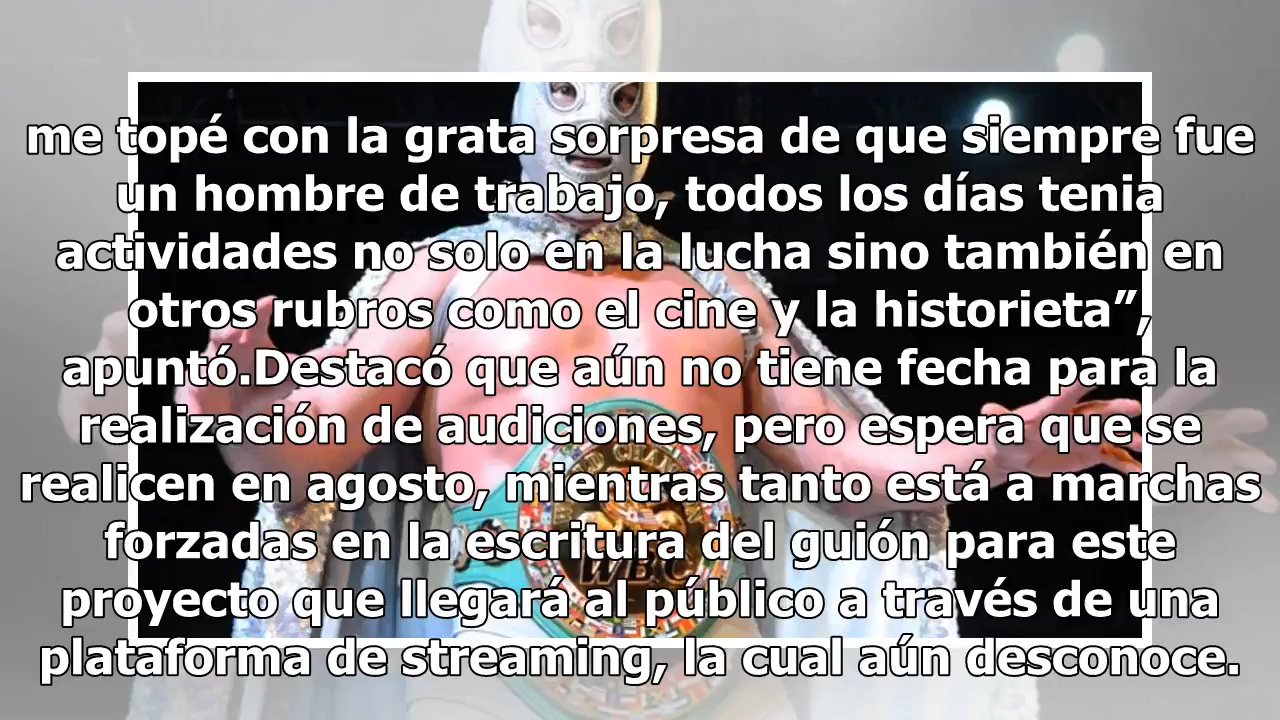 me topé con la grata sorpresa de que siempre fue
un hombre de trabajo, todos los días tenia
actividades no solo en la lucha sino también en
otros rubros como el cine y la historieta”,
apuntó.Destacó que aún no tiene fecha para la
realización de audiciones, pero espera que se
realicen en agosto, mientras tanto está a marchas
forzadas en la escritura del guión para este
proyecto que llegará al público a través de una
plataforma de streaming, la cual aún desconoce.
WBC